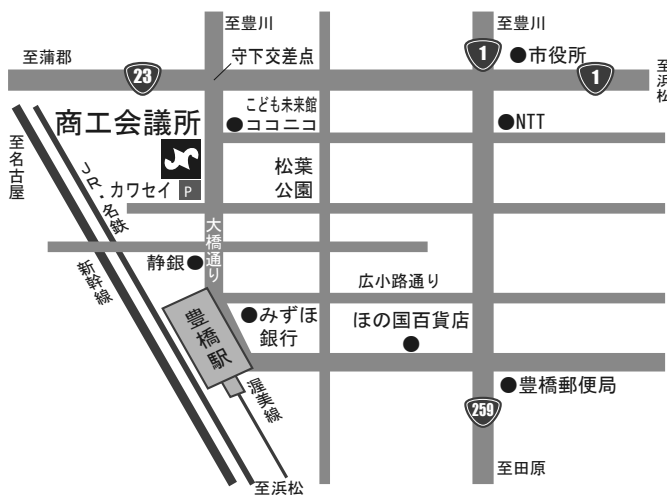 至豊川
至豊川
至蒲郡
23
守下交差点
1
市役所
1
至浜松
こども未来館
ココニコ
NTT
商工会議所
至名古屋
JR・名鉄
カワセイ P
松葉
公園
大橋通り
静銀
新幹線
広小路通り
豊橋駅
みずほ
銀行
ほの国百貨店
渥美線
豊橋郵便局
259
至田原
至浜松